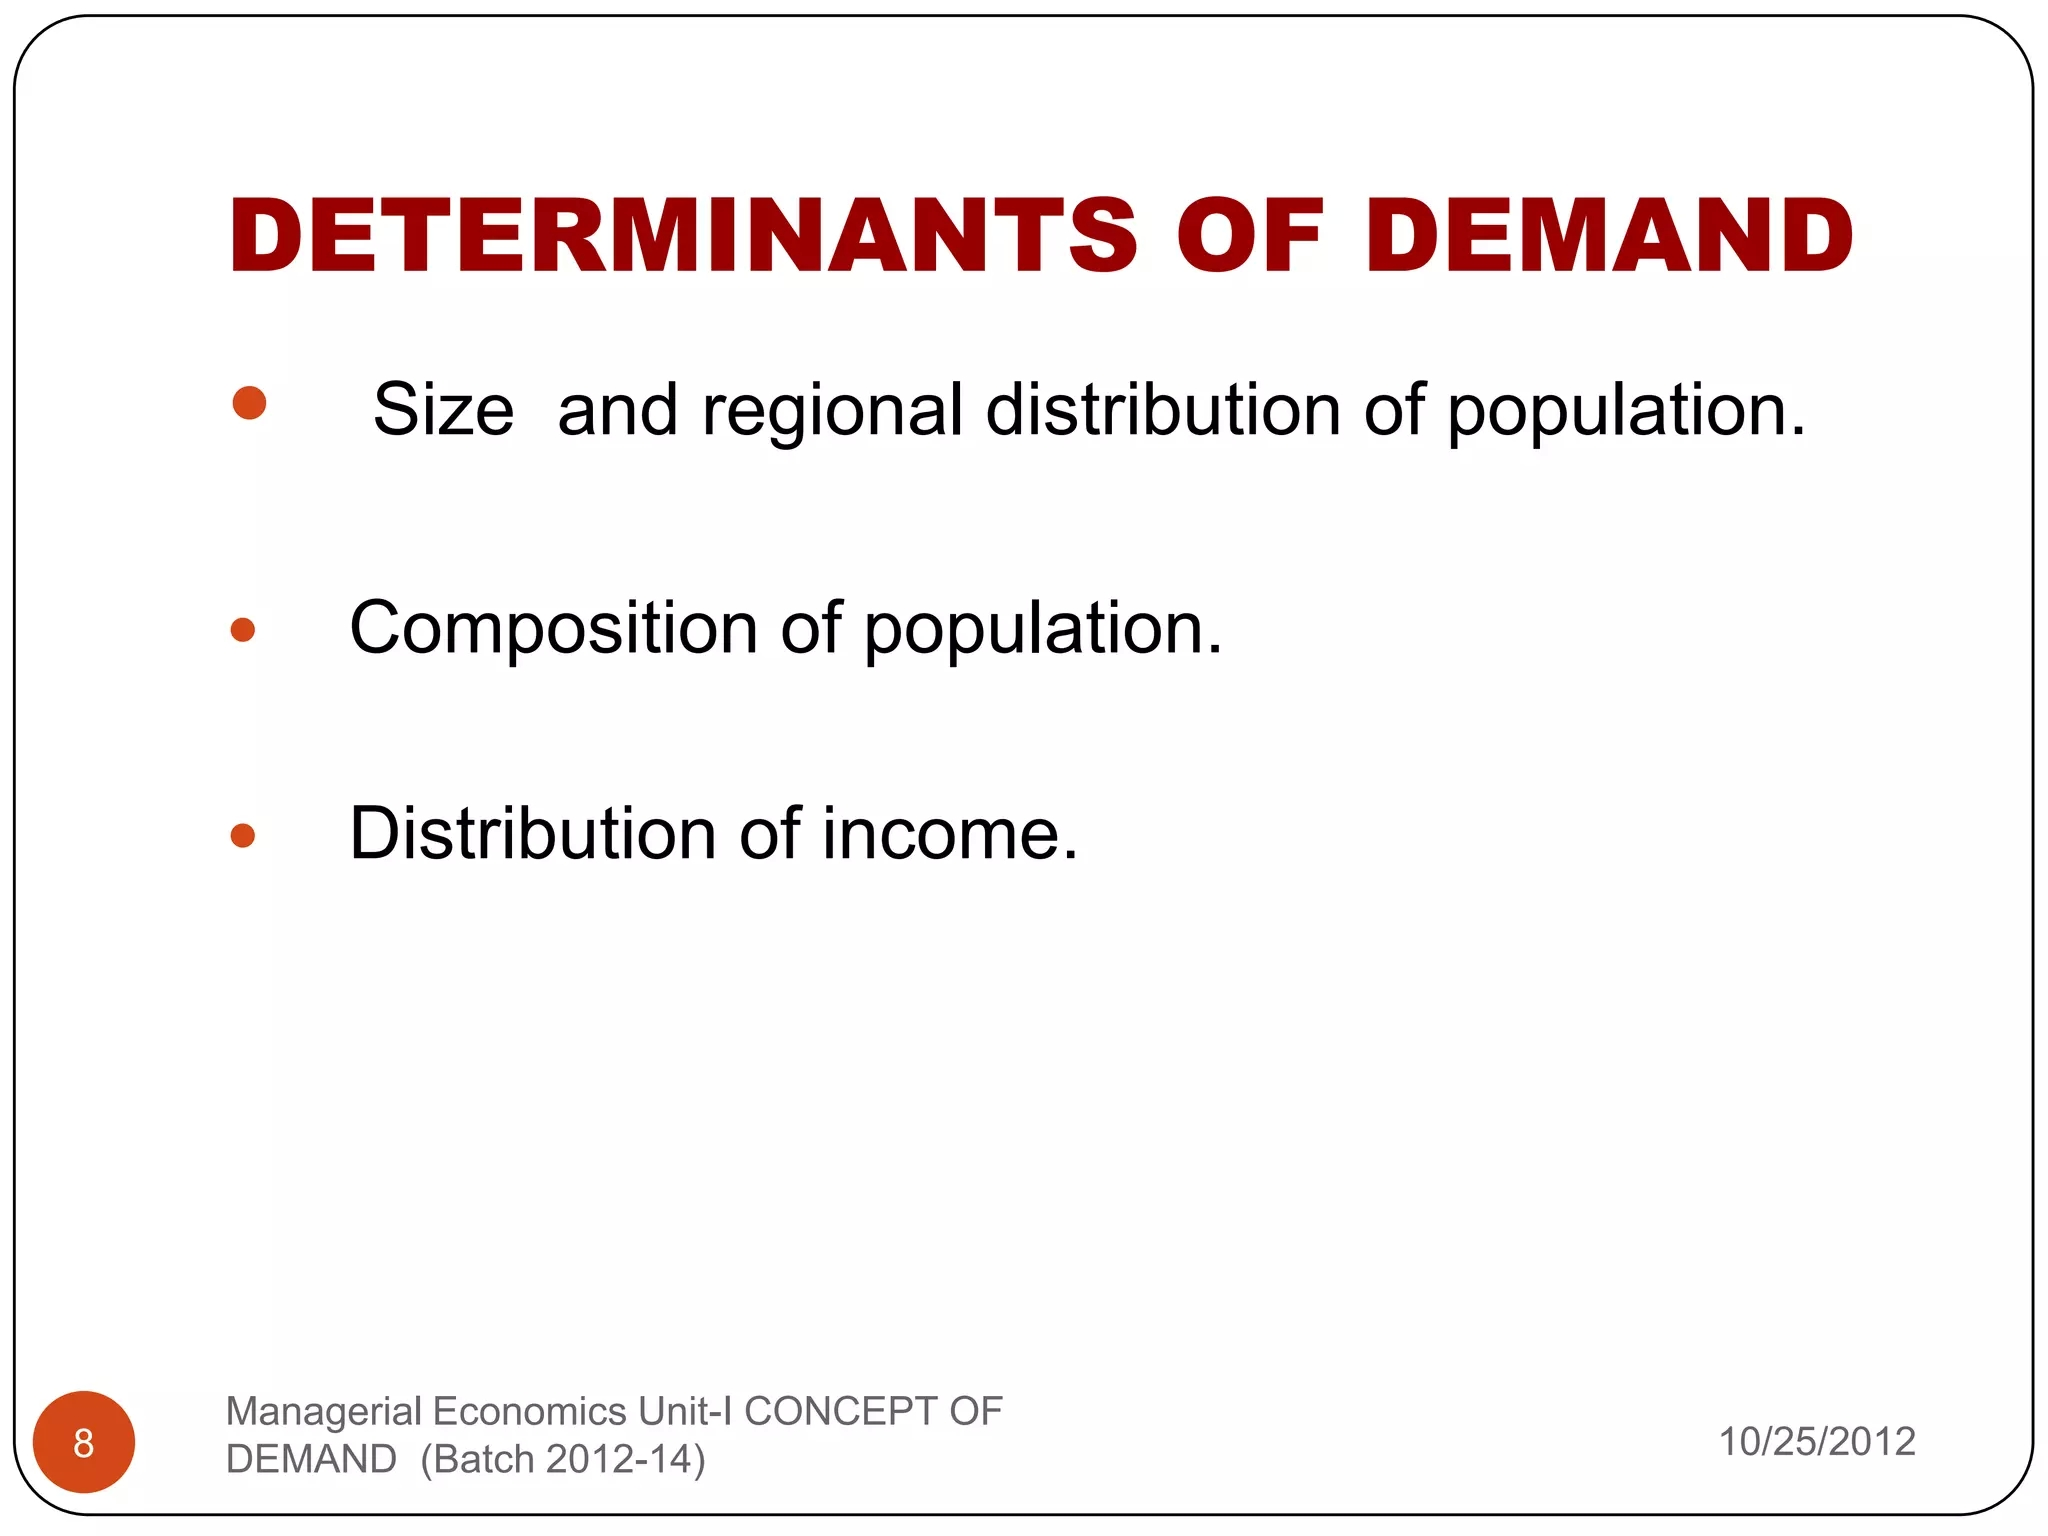 DETERMINANTS OF DEMAND
• Size and regional distribution of population.
• Composition of population.
• Distribution of income.
8
Managerial Economics Unit-I CONCEPT OF
DEMAND (Batch 2012-14)
10/25/2012